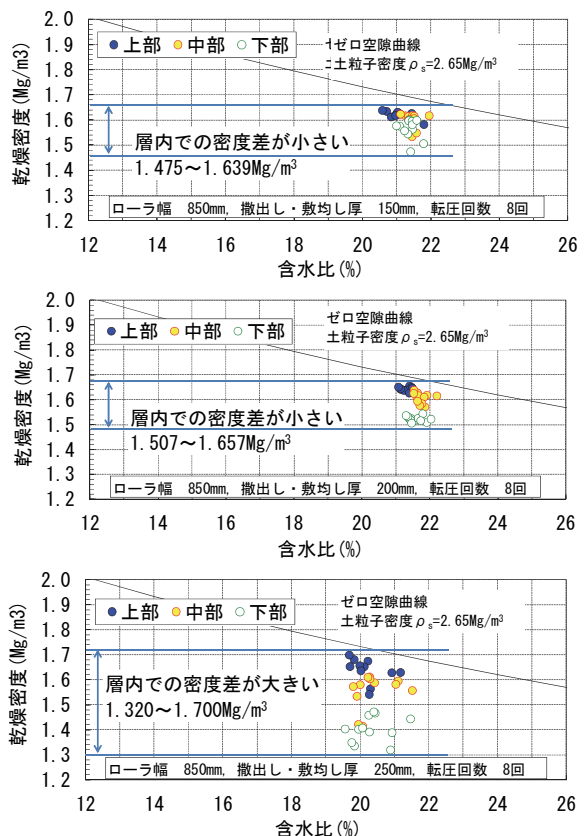 2.0
1.9
1.8
1.7
1.6
1.5
1.4
1.3
1.2
乾燥密度(Mg/m3)
上部 中部 下部
ゼロ空隙曲線
土粒子密度ρs=2.65Mg/m³
層内での密度差が小さい
1.475～1.639Mg/m³
ローラ幅 850mm, 撒出し・敷均し厚 150mm, 転圧回数 8回
12 14 16 18 20 22 24 26
含水比(%)
2.0
1.9
1.8
1.7
1.6
1.5
1.4
1.3
1.2
乾燥密度(Mg/m3)
上部 中部 下部
ゼロ空隙曲線
土粒子密度ρs=2.65Mg/m³
層内での密度差が小さい
1.507～1.657Mg/m³
ローラ幅 850mm, 撒出し・敷均し厚 200mm, 転圧回数 8回
12 14 16 18 20 22 24 26
含水比(%)
2.0
1.9
1.8
1.7
1.6
1.5
1.4
1.3
1.2
乾燥密度(Mg/m3)
上部 中部 下部
ゼロ空隙曲線
土粒子密度ρs=2.65Mg/m³
層内での密度差が大きい
1.320～1.700Mg/m³
ローラ幅 850mm, 撒出し・敷均し厚 250mm, 転圧回数 8回
12 14 16 18 20 22 24 26
含水比(%)